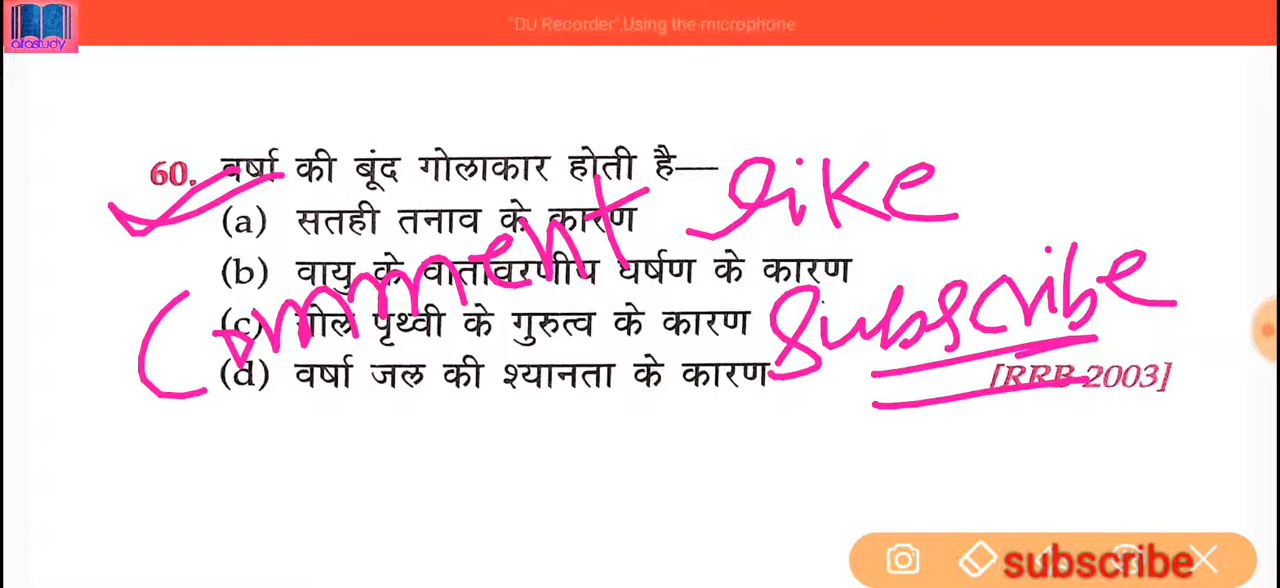 "DU Recorder",Using the microphone
alfastudy
60. वर्षा की बूंद गोलाकार होती है—
like
(a) सतही तनाव के कारण
comment
(b) वायु के वातावरणीय घर्षण के कारण
subscribe
(c) गोल पृथ्वी के गुरुत्व के कारण
(d) वर्षा जल की श्यानता के कारण
[RRB 2003]
subscribe